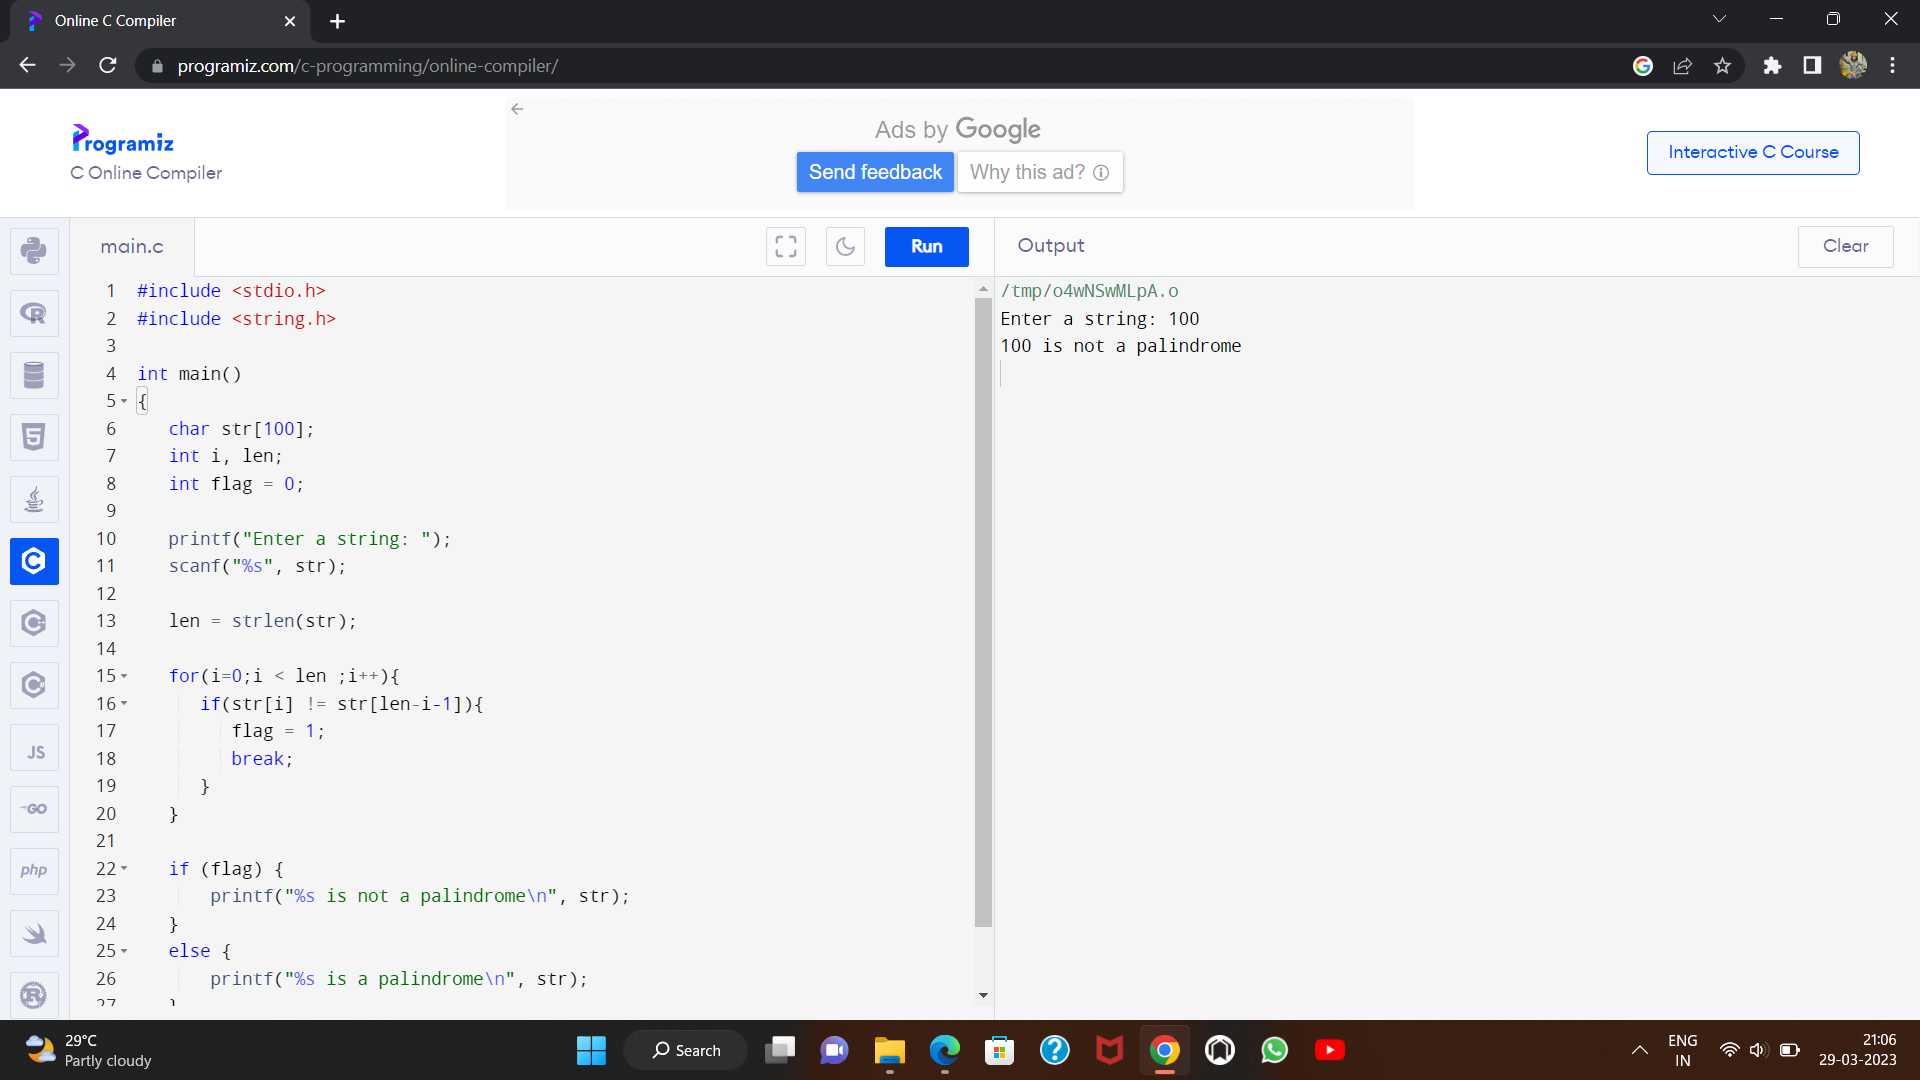 Online C Compiler
programiz.com/c-programming/online-compiler/
Programiz
C Online Compiler
Ads by Google
Send feedback
Why this ad?
Interactive C Course
main.c
Run
Output
Clear
1 #include <stdio.h>
2 #include <string.h>
3
4 int main()
5 {
6 char str[100];
7 int i, len;
8 int flag = 0;
9
10 printf("Enter a string: ");
11 scanf("%s", str);
12
13 len = strlen(str);
14
15 for(i=0;i < len ;i++){
16 if(str[i] != str[len-i-1]){
17 flag = 1;
18 break;
19 }
20 }
21
22 if (flag) {
23 printf("%s is not a palindrome\n", str);
24 }
25 else {
26 printf("%s is a palindrome\n", str);
27 }
/tmp/o4wNSwMLpA.o
Enter a string: 100
100 is not a palindrome
JS
GO
php
29°C
Partly cloudy
Search
ENG
IN
21:06
29-03-2023